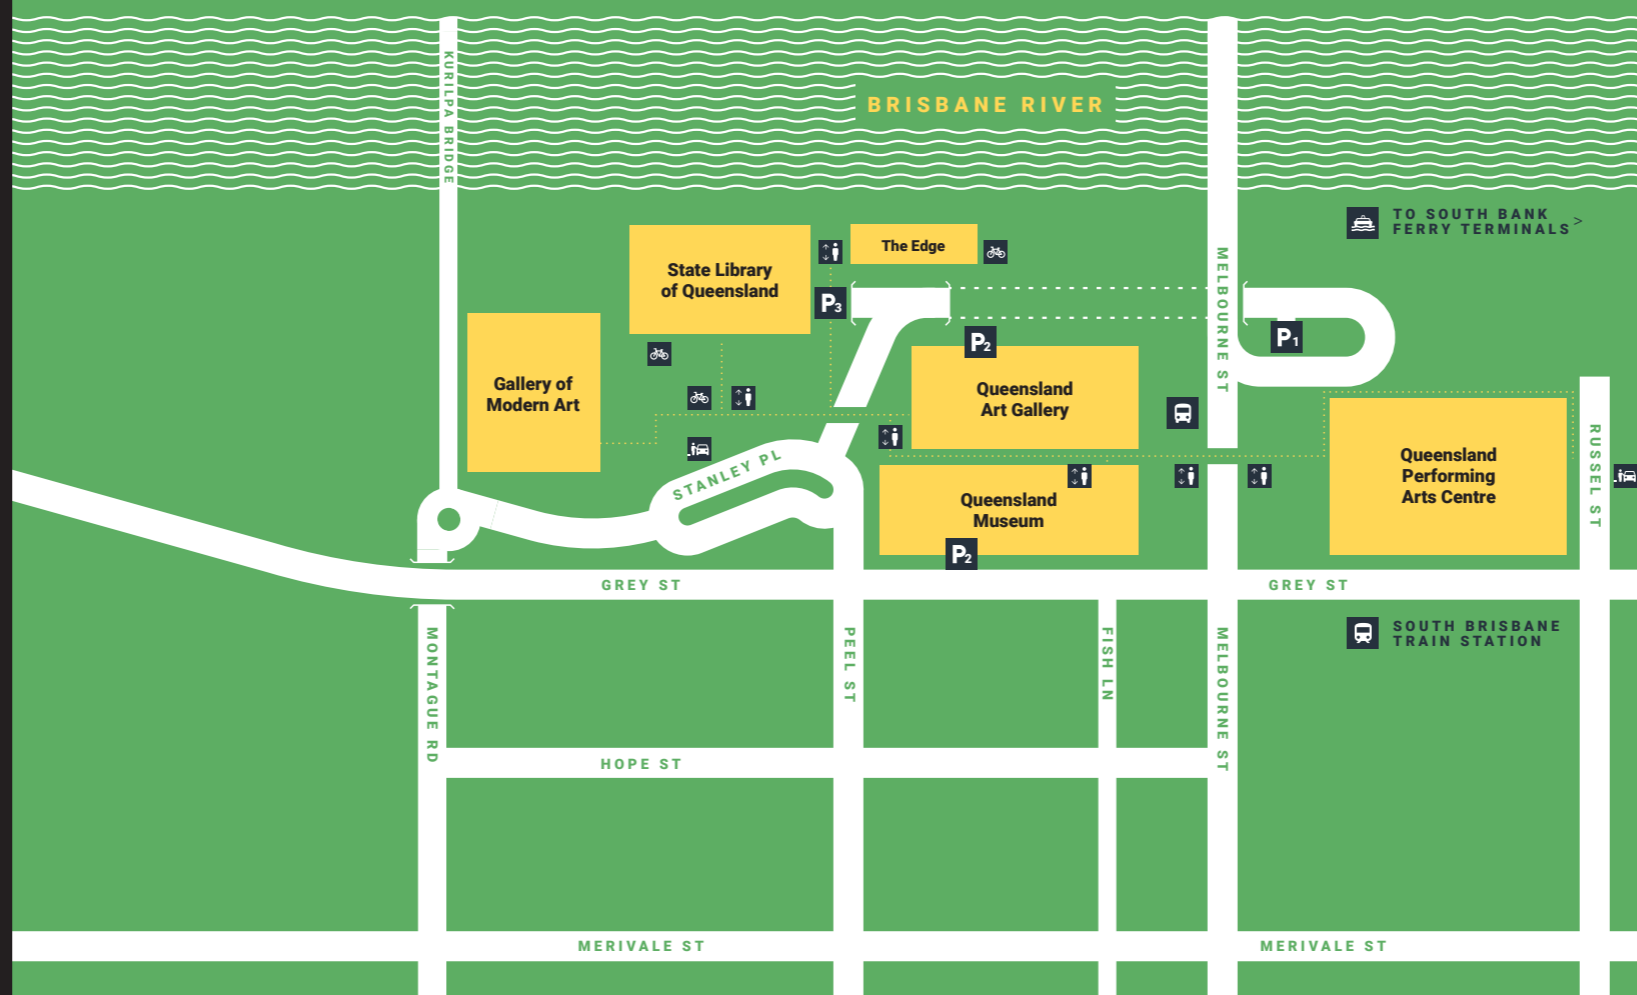 KURILPA BRIDGE
BRISBANE RIVER
TO SOUTH BANK
FERRY TERMINALS >
State Library
of Queensland
The Edge
MELBOURNE ST
P3
P2
P1
Gallery of
Modern Art
Queensland
Art Gallery
STANLEY PL
Queensland
Museum
P2
Queensland
Performing
Arts Centre
RUSSEL ST
GREY ST
GREY ST
MONTAGUE RD
PEEL ST
FISH LN
MELBOURNE ST
SOUTH BRISBANE
TRAIN STATION
HOPE ST
MERIVALE ST
MERIVALE ST